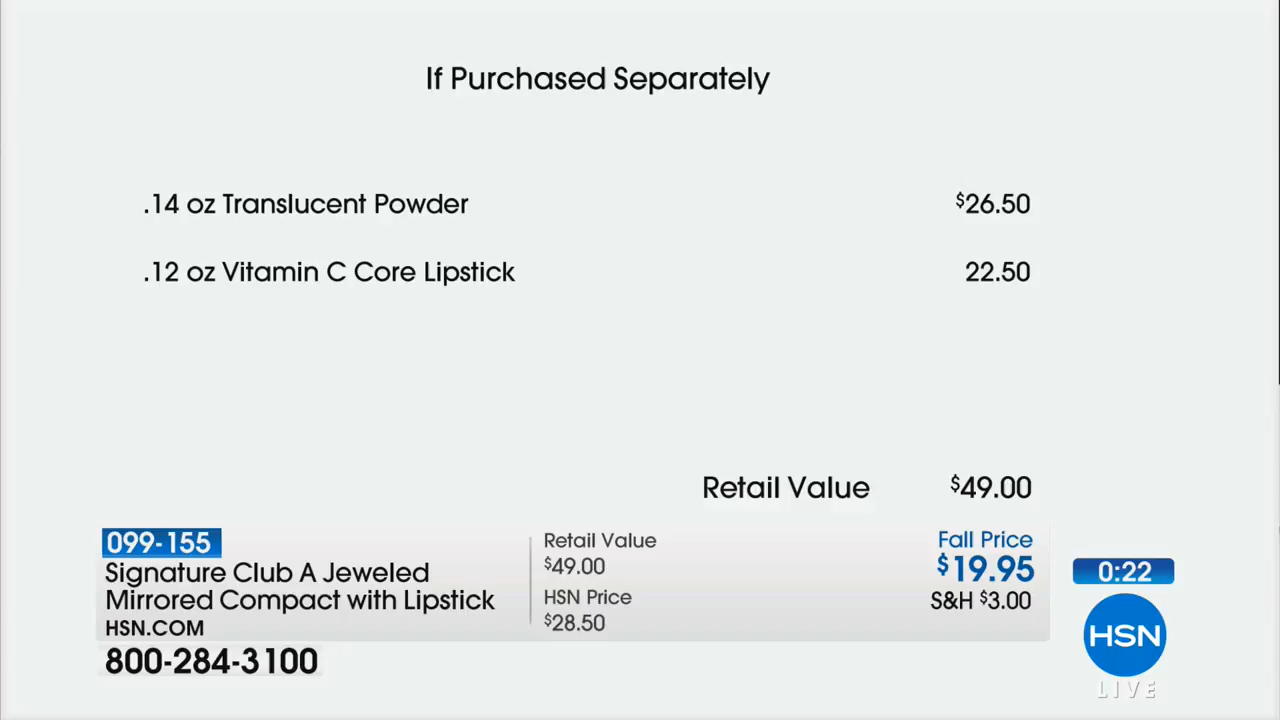 If Purchased Separately
.14 oz Translucent Powder $26.50
.12 oz Vitamin C Core Lipstick 22.50
Retail Value $49.00
099-155
Signature Club A Jeweled
Mirrored Compact with Lipstick
HSN.COM
800-284-3100
Retail Value
$49.00
HSN Price
$28.50
Fall Price
$19.95
S&H $3.00
0:22
HSN
LIVE